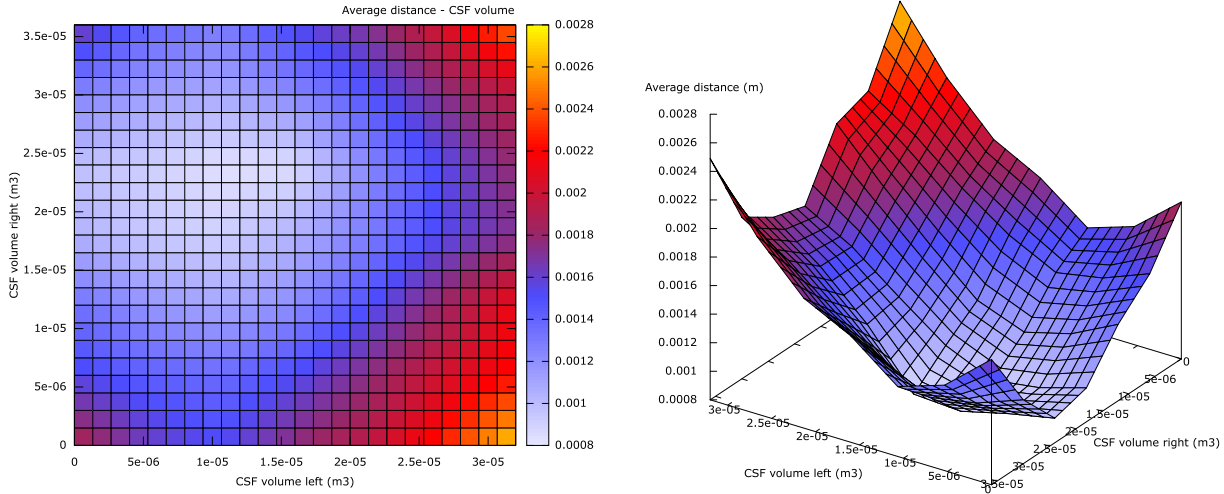 Average distance - CSF volume
3.5e-05
3e-05
2.5e-05
2e-05
1.5e-05
1e-05
5e-06
0
CSF volume right (m3)
0 5e-06 1e-05 1.5e-05 2e-05 2.5e-05 3e-05
CSF volume left (m3)
0.0028
0.0026
0.0024
0.0022
0.002
0.0018
0.0016
0.0014
0.0012
0.001
0.0008
Average distance (m)
0.0028
0.0026
0.0024
0.0022
0.002
0.0018
0.0016
0.0014
0.0012
0.001
0.0008
3e-05
2.5e-05
2e-05
1.5e-05
1e-05
5e-06
0
CSF volume left (m3)
0
5e-06
1e-05
1.5e-05
2e-05
2.5e-05
3e-05
3.5e-05
CSF volume right (m3)